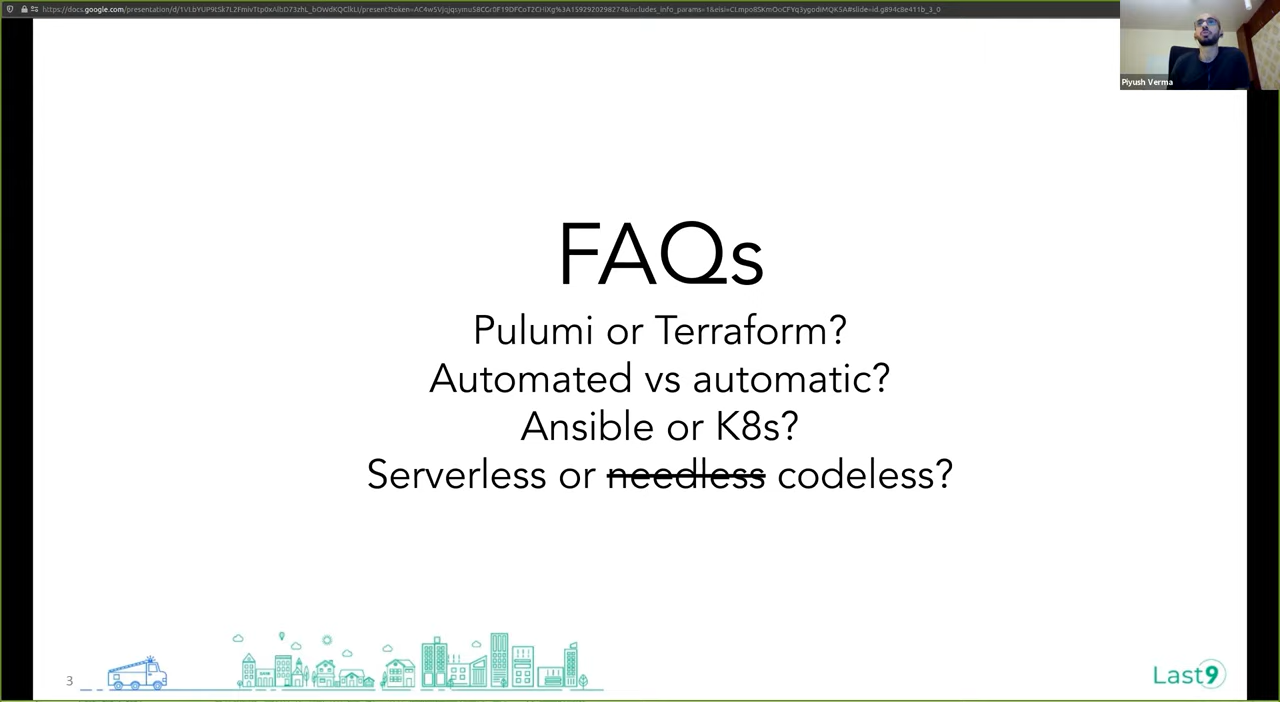 FAQs
Pulumi or Terraform?
Automated vs automatic?
Ansible or K8s?
Serverless or needless codeless?
Piyush Verma
3
Last9